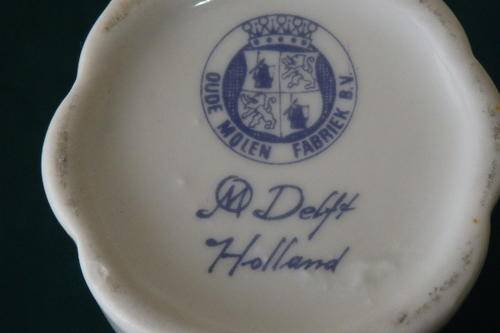 OUDE MOLEN FABRIEK B.V.
OM Delft
Holland